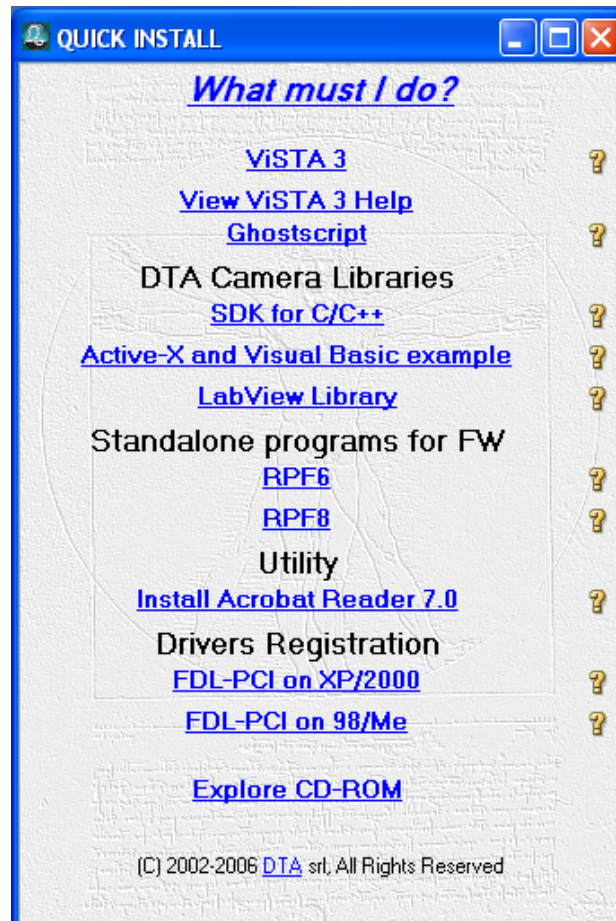 QUICK INSTALL
What must I do?
ViSTA 3
View ViSTA 3 Help
Ghostscript
DTA Camera Libraries
SDK for C/C++
Active-X and Visual Basic example
LabView Library
Standalone programs for FW
RPF6
RPF8
Utility
Install Acrobat Reader 7.0
Drivers Registration
FDL-PCI on XP/2000
FDL-PCI on 98/Me
Explore CD-ROM
(C) 2002-2006 DTA srl, All Rights Reserved